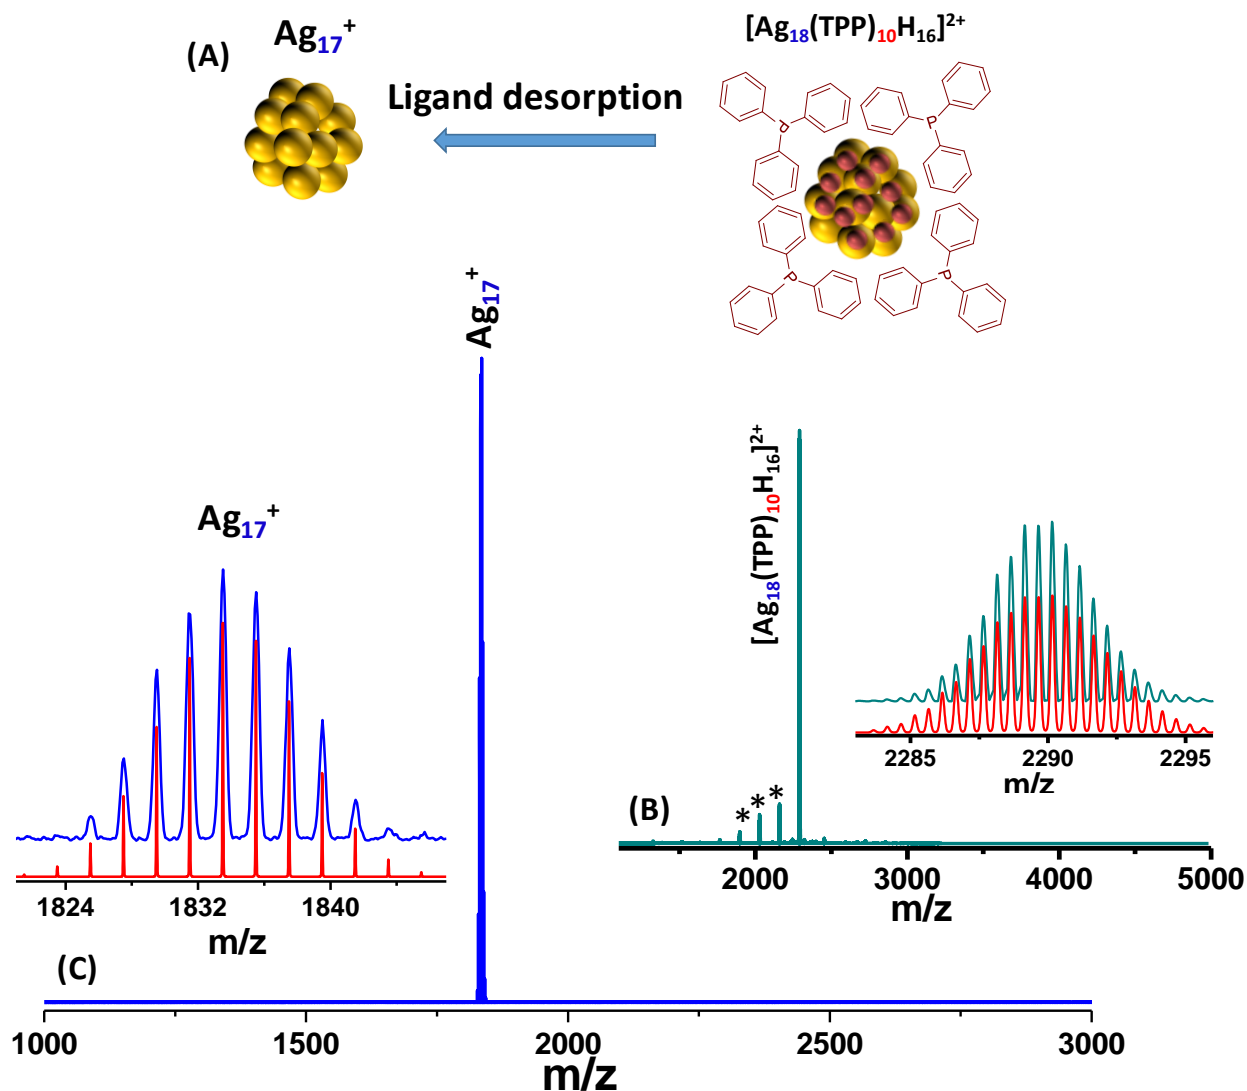 (A)
Ag₁₇⁺
[Ag₁₈(TPP)₁₀H₁₆]²⁺
Ligand desorption
P
P
P
P
Ag₁₇⁺
[Ag₁₈(TPP)₁₀H₁₆]²⁺
Ag₁₇⁺
2285 2290 2295
m/z
(B)
* * *
2000 3000 4000 5000
m/z
1824 1832 1840
m/z
(C)
1000 1500 2000 2500 3000
m/z